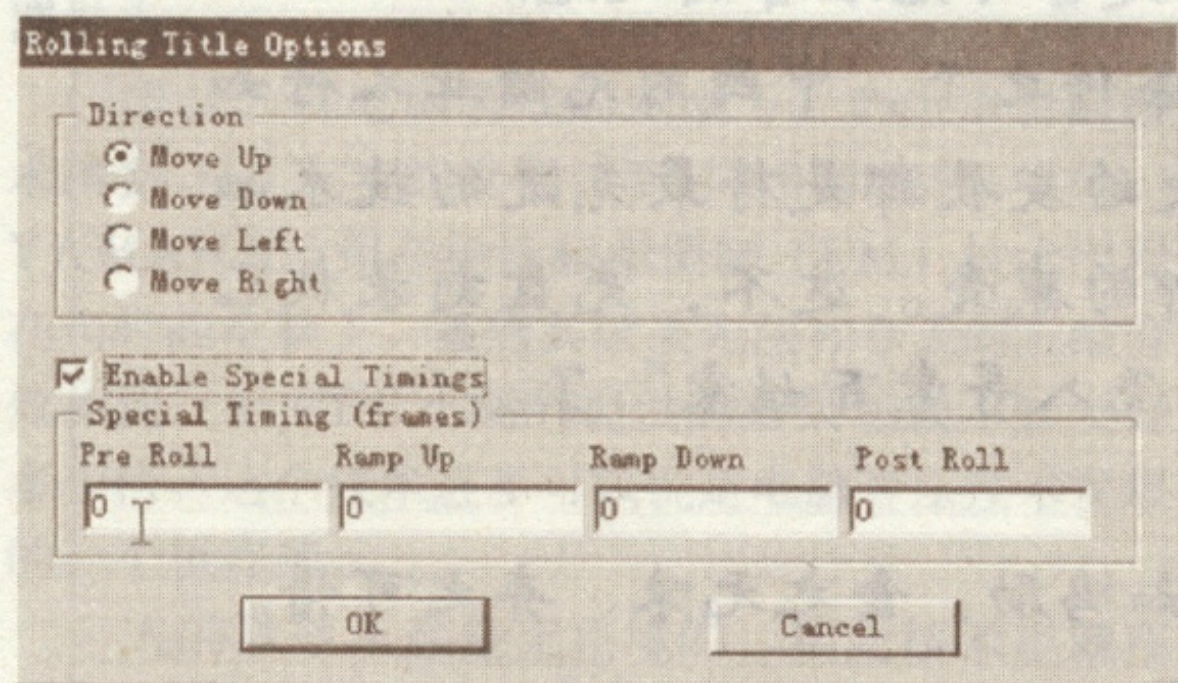 Rolling Title Options
Direction
Move Up
Move Down
Move Left
Move Right
Enable Special Timings
Special Timing (frames)
Pre Roll Ramp Up Ramp Down Post Roll
0 0 0 0
OK Cancel